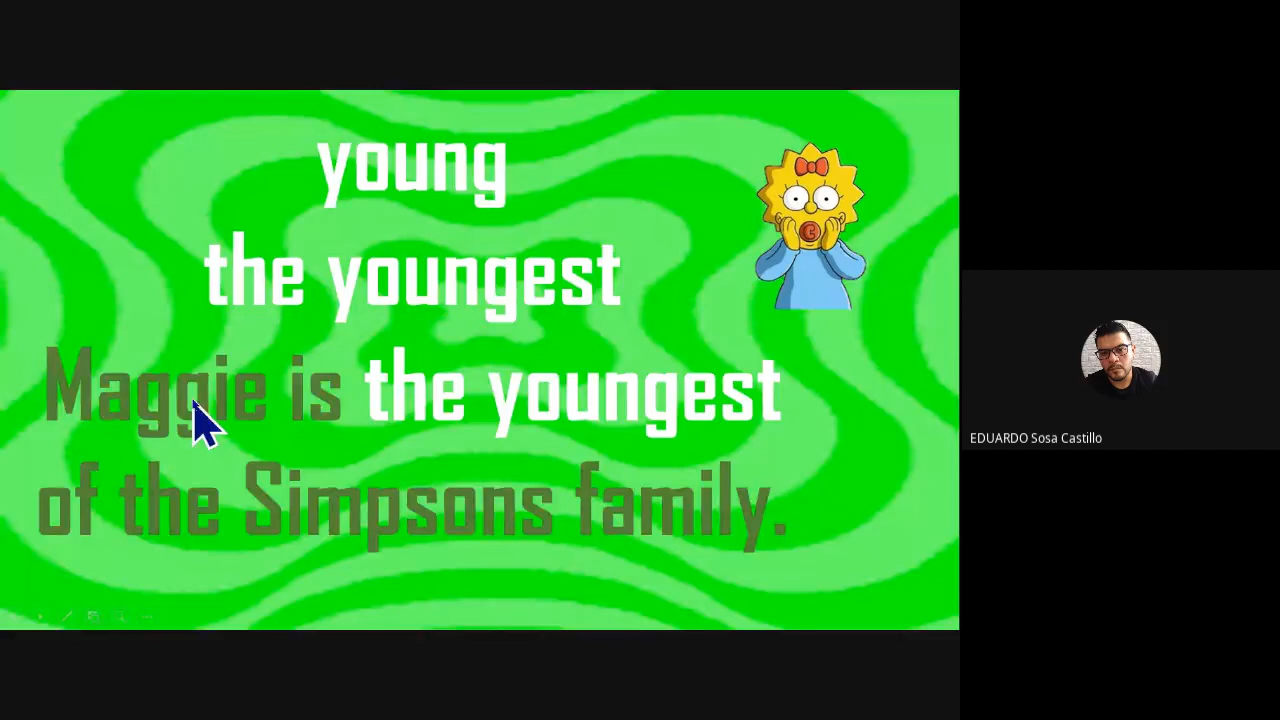 young
the youngest
Maggie is the youngest
of the Simpsons family.
EDUARDO Sosa Castillo